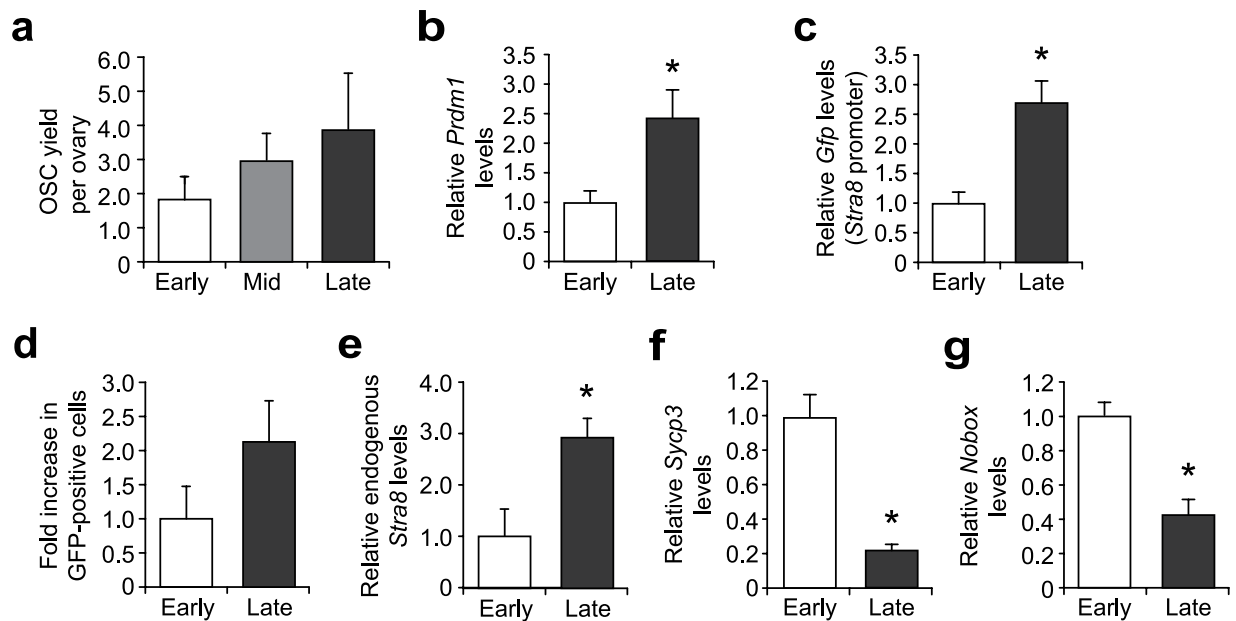 a
OSC yield
per ovary
6.0
5.0
4.0
3.0
2.0
1.0
0
Early Mid Late
b
Relative Prdm1
levels
3.5
3.0
2.5
2.0
1.5
1.0
0.5
0
*
Early Late
c
Relative Gfp levels
(Stra8 promoter)
3.5
3.0
2.5
2.0
1.5
1.0
0.5
0
*
Early Late
d
Fold increase in
GFP-positive cells
3.0
2.5
2.0
1.5
1.0
0.5
0
Early Late
e
Relative endogenous
Stra8 levels
4.0
3.0
2.0
1.0
0
*
Early Late
f
Relative Sycp3
levels
1.2
1.0
0.8
0.6
0.4
0.2
0
*
Early Late
g
Relative Nobox
levels
1.2
1.0
0.8
0.6
0.4
0.2
0
*
Early Late